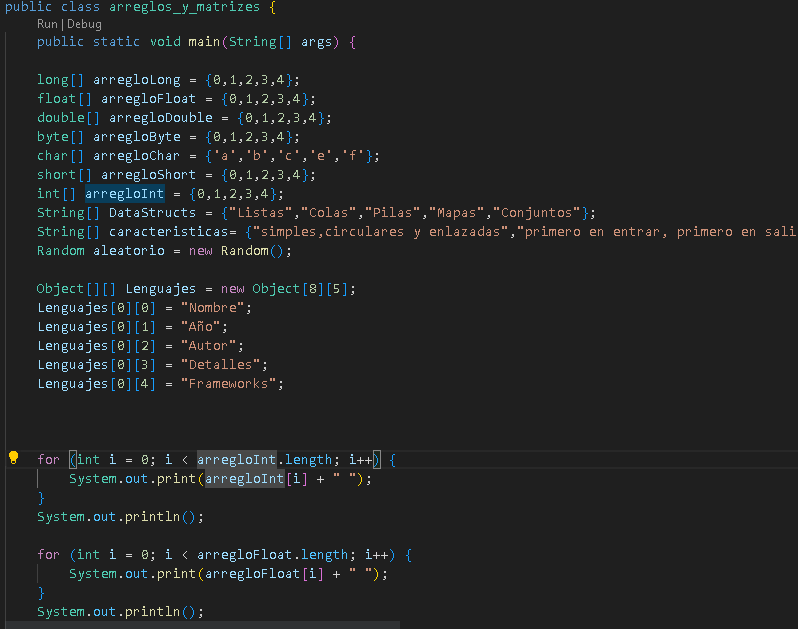 public class arreglos_y_matrizes {
Run | Debug
public static void main(String[] args) {
long[] arregloLong = {0,1,2,3,4};
float[] arregloFloat = {0,1,2,3,4};
double[] arregloDouble = {0,1,2,3,4};
byte[] arregloByte = {0,1,2,3,4};
char[] arregloChar = {'a','b','c','e','f'};
short[] arregloShort = {0,1,2,3,4};
int[] arregloInt = {0,1,2,3,4};
String[] DataStructs = {"Listas","Colas","Pilas","Mapas","Conjuntos"};
String[] caracteristicas= {"simples,circulares y enlazadas","primero en entrar, primero en sali
Random aleatorio = new Random();
Object[][] Lenguajes = new Object[8][5];
Lenguajes[0][0] = "Nombre";
Lenguajes[0][1] = "Año";
Lenguajes[0][2] = "Autor";
Lenguajes[0][3] = "Detalles";
Lenguajes[0][4] = "Frameworks";
for (int i = 0; i < arregloInt.length; i++) {
System.out.print(arregloInt[i] + " ");
}
System.out.println();
for (int i = 0; i < arregloFloat.length; i++) {
System.out.print(arregloFloat[i] + " ");
}
System.out.println();